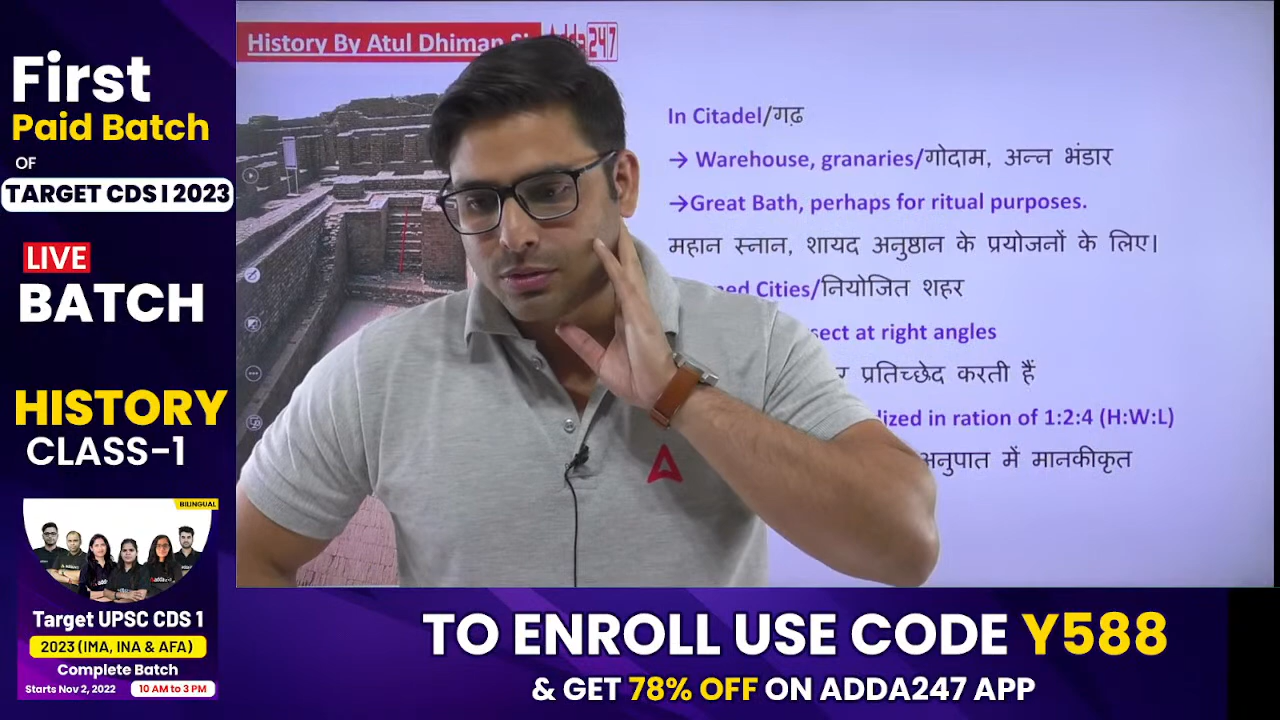 First
Paid Batch
OF
TARGET CDS I 2023
LIVE
BATCH
HISTORY
CLASS-1
BILINGUAL
Target UPSC CDS 1
2023 (IMA, INA & AFA)
Complete Batch
Starts Nov 2, 2022
10 AM to 3 PM
History By Atul Dhiman
247
In Citadel/गढ़
→ Warehouse, granaries/गोदाम, अन्न भंडार
→Great Bath, perhaps for ritual purposes.
महान स्नान, शायद अनुष्ठान के प्रयोजनों के लिए।
Cities/नियोजित शहर
at right angles
प्रतिच्छेद करती हैं
in ration of 1:2:4 (H:W:L)
अनुपात में मानकीकृत
TO ENROLL USE CODE Y588
& GET 78% OFF ON ADDA247 APP